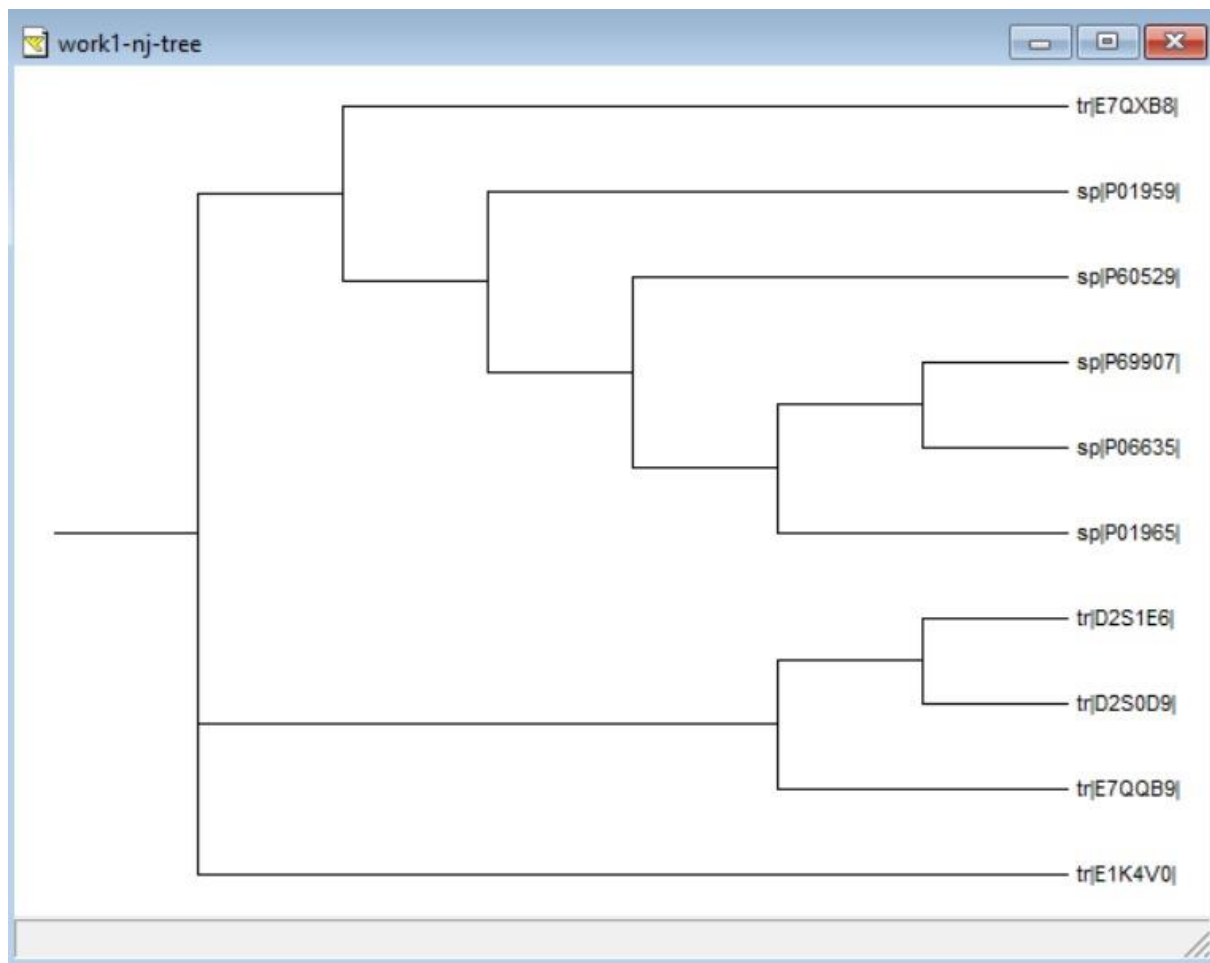 work1-nj-tree
tr|E7QXB8|
sp|P01959|
sp|P60529|
sp|P69907|
sp|P06635|
sp|P01965|
tr|D2S1E6|
tr|D2S0D9|
tr|E7QQB9|
tr|E1K4V0|